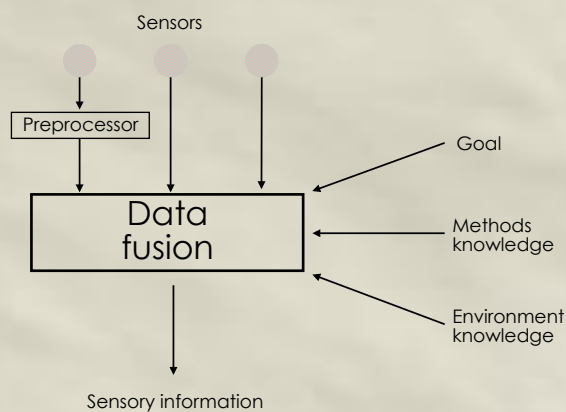 Sensors
Preprocessor
Goal
Data
fusion
Methods
knowledge
Environment
knowledge
Sensory information